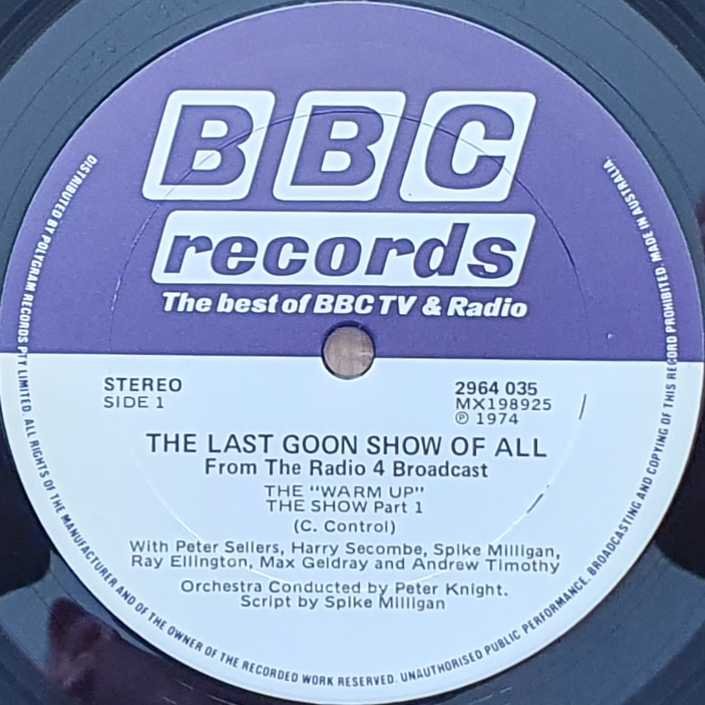 BBC
records
The best of BBC TV & Radio
STEREO
SIDE 1
2964 035
MX198925
℗ 1974
THE LAST GOON SHOW OF ALL
From The Radio 4 Broadcast
THE "WARM UP"
THE SHOW Part 1
(C. Control)
With Peter Sellers, Harry Secombe, Spike Milligan,
Ray Ellington, Max Geldray and Andrew Timothy
Orchestra Conducted by Peter Knight.
Script by Spike Milligan
DISTRIBUTED BY POLYGRAM RECORDS PTY LIMITED. ALL RIGHTS OF THE MANUFACTURER AND OF THE OWNER OF THE RECORDED WORK RESERVED. UNAUTHORISED PUBLIC PERFORMANCE, BROADCASTING AND COPYING OF THIS RECORD PROHIBITED. MADE IN AUSTRALIA.